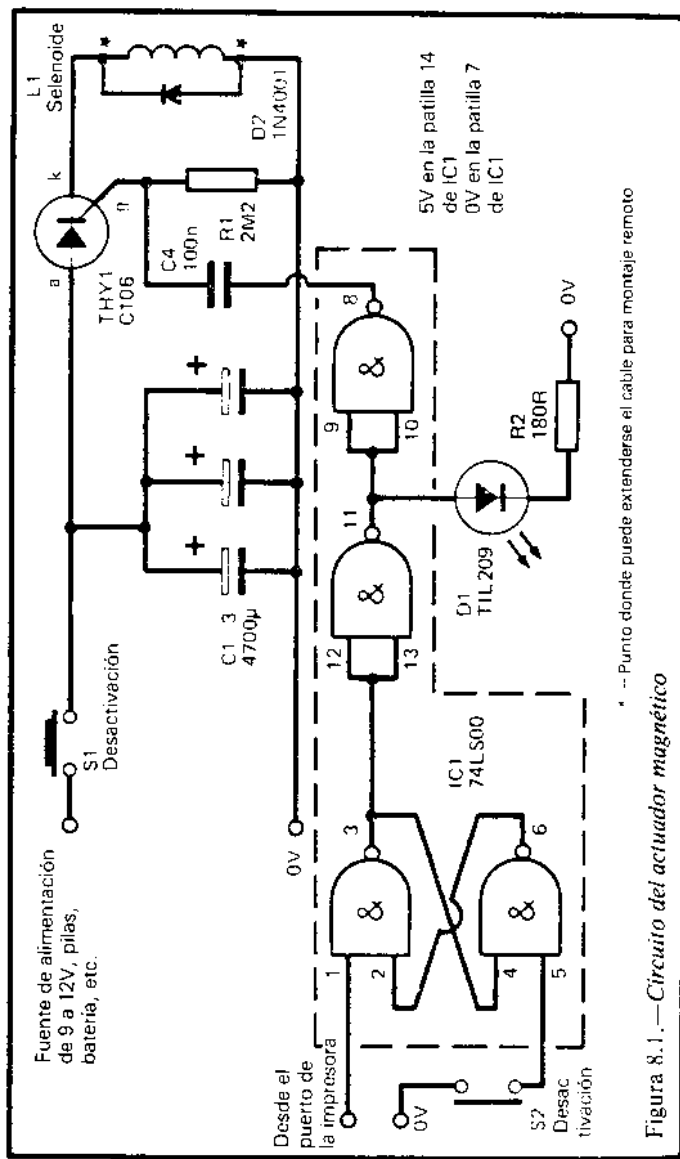 Fuente de alimentación
de 9 a 12V, pilas,
batería, etc.
S1
Desactivación
a
k
g
THY1
C106
L1
Selenoide
*
*
D2
1N4001
C4
100n
R1
2M2
+
+
+
C1 3
4700µ
0V
5V en la patilla 14
de IC1
0V en la patilla 7
de IC1
Desde el
puerto de
la impresora
1
2
&
3
4
5
&
6
12
13
&
11
9
10
&
8
IC1
74LS00
0V
S2
Desac
tivación
D1
TIL209
R2
180R
0V
* -- Punto donde puede extenderse el cable para montaje remoto
Figura 8.1.—Circuito del actuador magnético